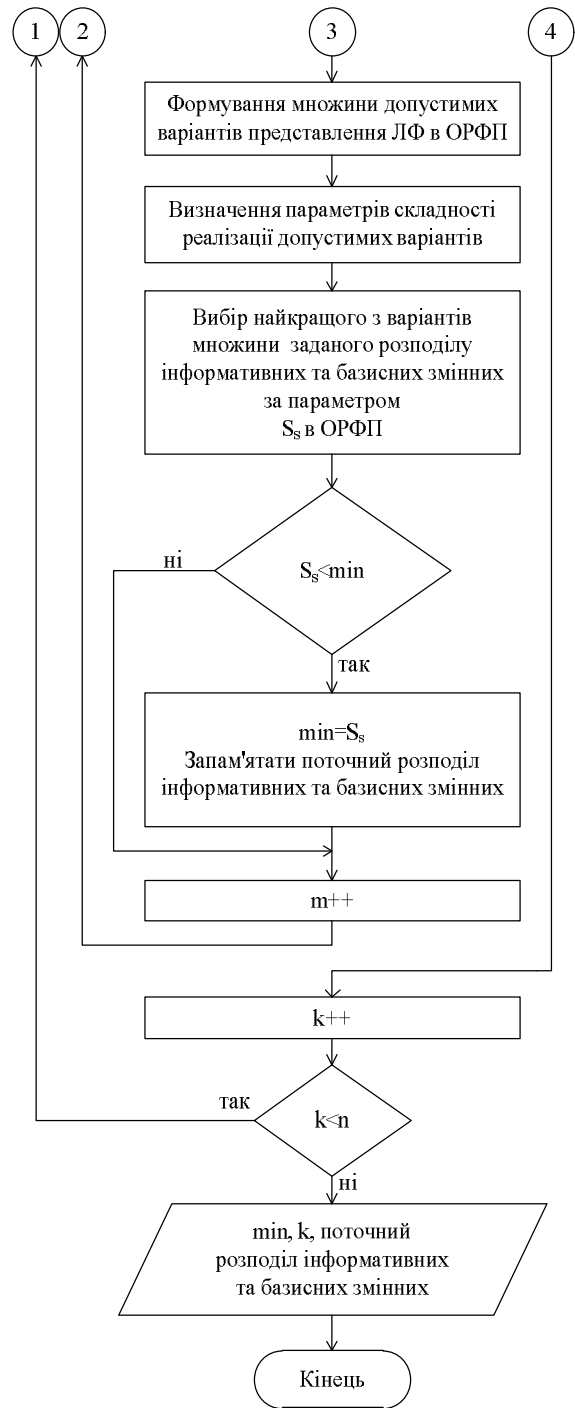 1
2
3
4
Формування множини допустимих
варіантів представлення ЛФ в ОРФП
Визначення параметрів складності
реалізації допустимих варіантів
Вибір найкращого з варіантів
множини заданого розподілу
інформативних та базисних змінних
за параметром
Sₛ в ОРФП
Sₛ<min
ні
так
min=Sₛ
Запам'ятати поточний розподіл
інформативних та базисних змінних
m++
k++
так
k<n
ні
min, k, поточний
розподіл інформативних
та базисних змінних
Кінець